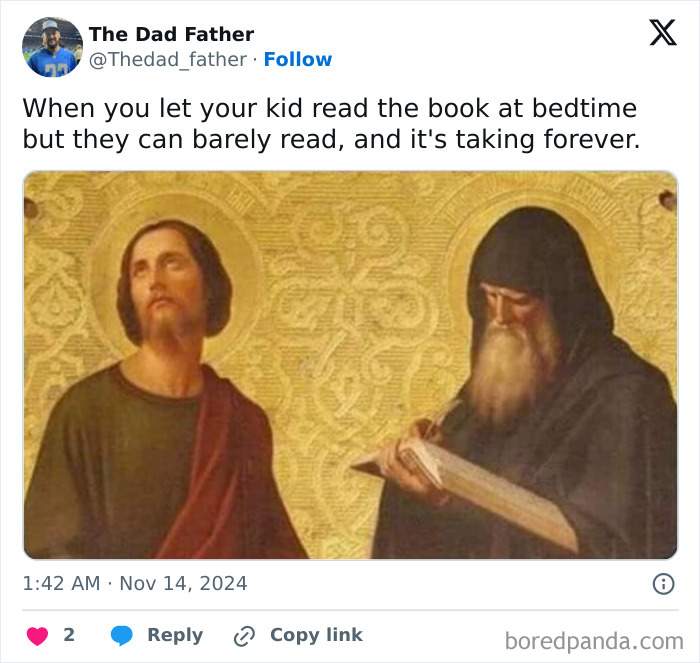 The Dad Father
@Thedad_father · Follow
When you let your kid read the book at bedtime
but they can barely read, and it's taking forever.
1:42 AM · Nov 14, 2024
2 Reply Copy link
boredpanda.com